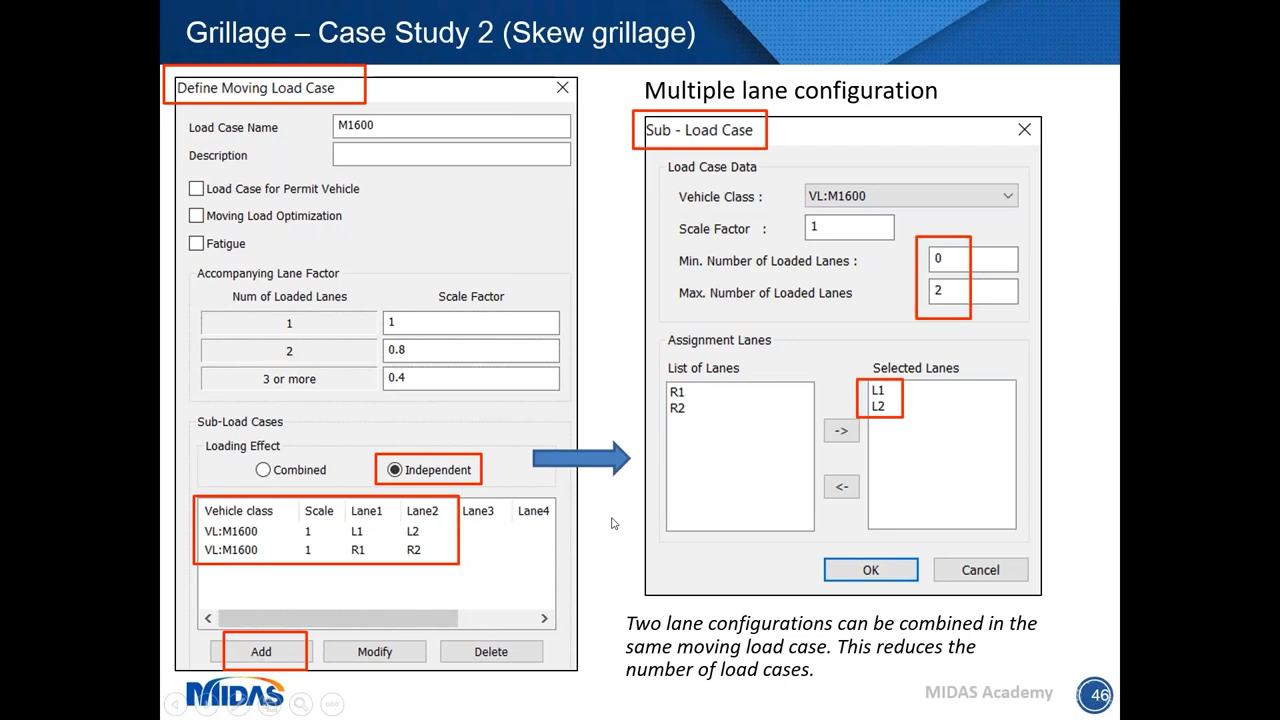 Grillage – Case Study 2 (Skew grillage)
Define Moving Load Case
Load Case Name
M1600
Description
Load Case for Permit Vehicle
Moving Load Optimization
Fatigue
Accompanying Lane Factor
Num of Loaded Lanes Scale Factor
1 1
2 0.8
3 or more 0.4
Sub-Load Cases
Loading Effect
Combined Independent
Vehicle class Scale Lane1 Lane2 Lane3 Lane4
VL:M1600 1 L1 L2
VL:M1600 1 R1 R2
Add Modify Delete
Multiple lane configuration
Sub - Load Case
Load Case Data
Vehicle Class : VL:M1600
Scale Factor : 1
Min. Number of Loaded Lanes : 0
Max. Number of Loaded Lanes 2
Assignment Lanes
List of Lanes Selected Lanes
R1 L1
R2 L2
->
<-
OK Cancel
Two lane configurations can be combined in the
same moving load case. This reduces the
number of load cases.
MIDAS
MIDAS Academy
46